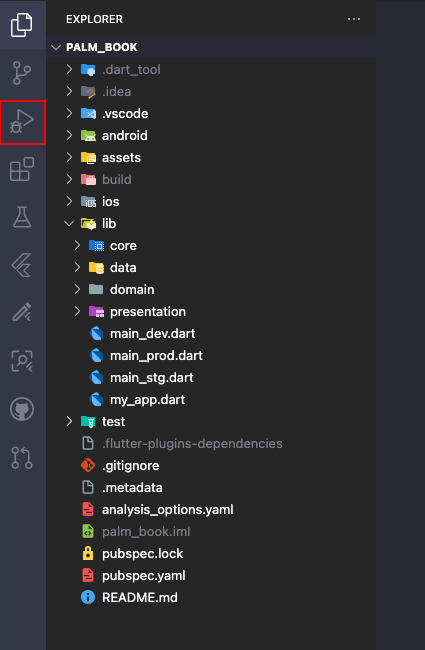 EXPLORER
PALM_BOOK
.dart_tool
.idea
.vscode
android
assets
build
ios
lib
core
data
domain
presentation
main_dev.dart
main_prod.dart
main_stg.dart
my_app.dart
test
.flutter-plugins-dependencies
.gitignore
.metadata
analysis_options.yaml
palm_book.iml
pubspec.lock
pubspec.yaml
README.md